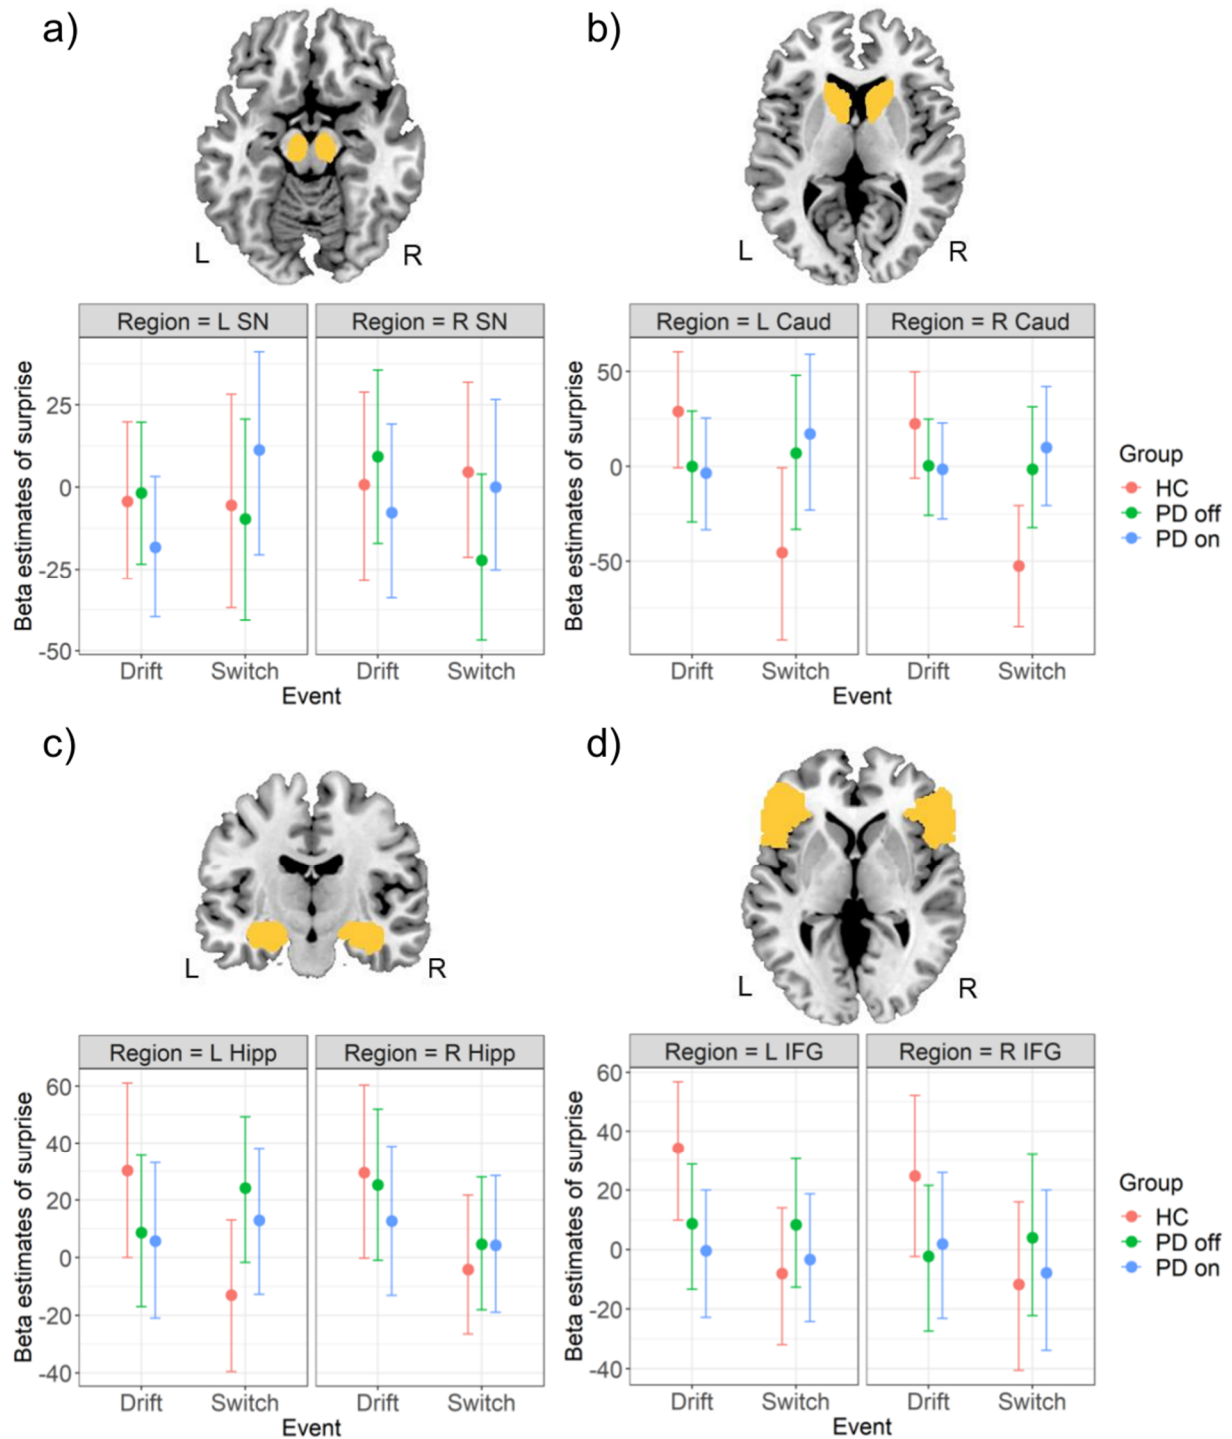 a)
L
R
Region = L SN
Region = R SN
Beta estimates of surprise
25
0
-25
-50
Drift
Switch
Drift
Switch
Event
b)
L
R
Region = L Caud
Region = R Caud
Beta estimates of surprise
50
0
-50
Drift
Switch
Drift
Switch
Event
Group
HC
PD off
PD on
c)
L
R
Region = L Hipp
Region = R Hipp
Beta estimates of surprise
60
40
20
0
-20
-40
Drift
Switch
Drift
Switch
Event
d)
L
R
Region = L IFG
Region = R IFG
Beta estimates of surprise
60
40
20
0
-20
-40
Drift
Switch
Drift
Switch
Event
Group
HC
PD off
PD on